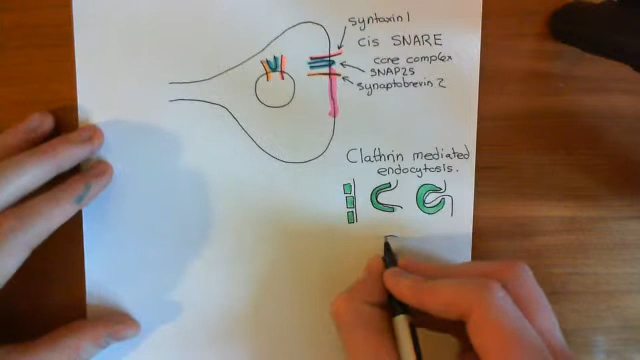 syntaxin 1
cis SNARE
core complex
SNAP25
synaptobrevin 2
Clathrin mediated
endocytosis.